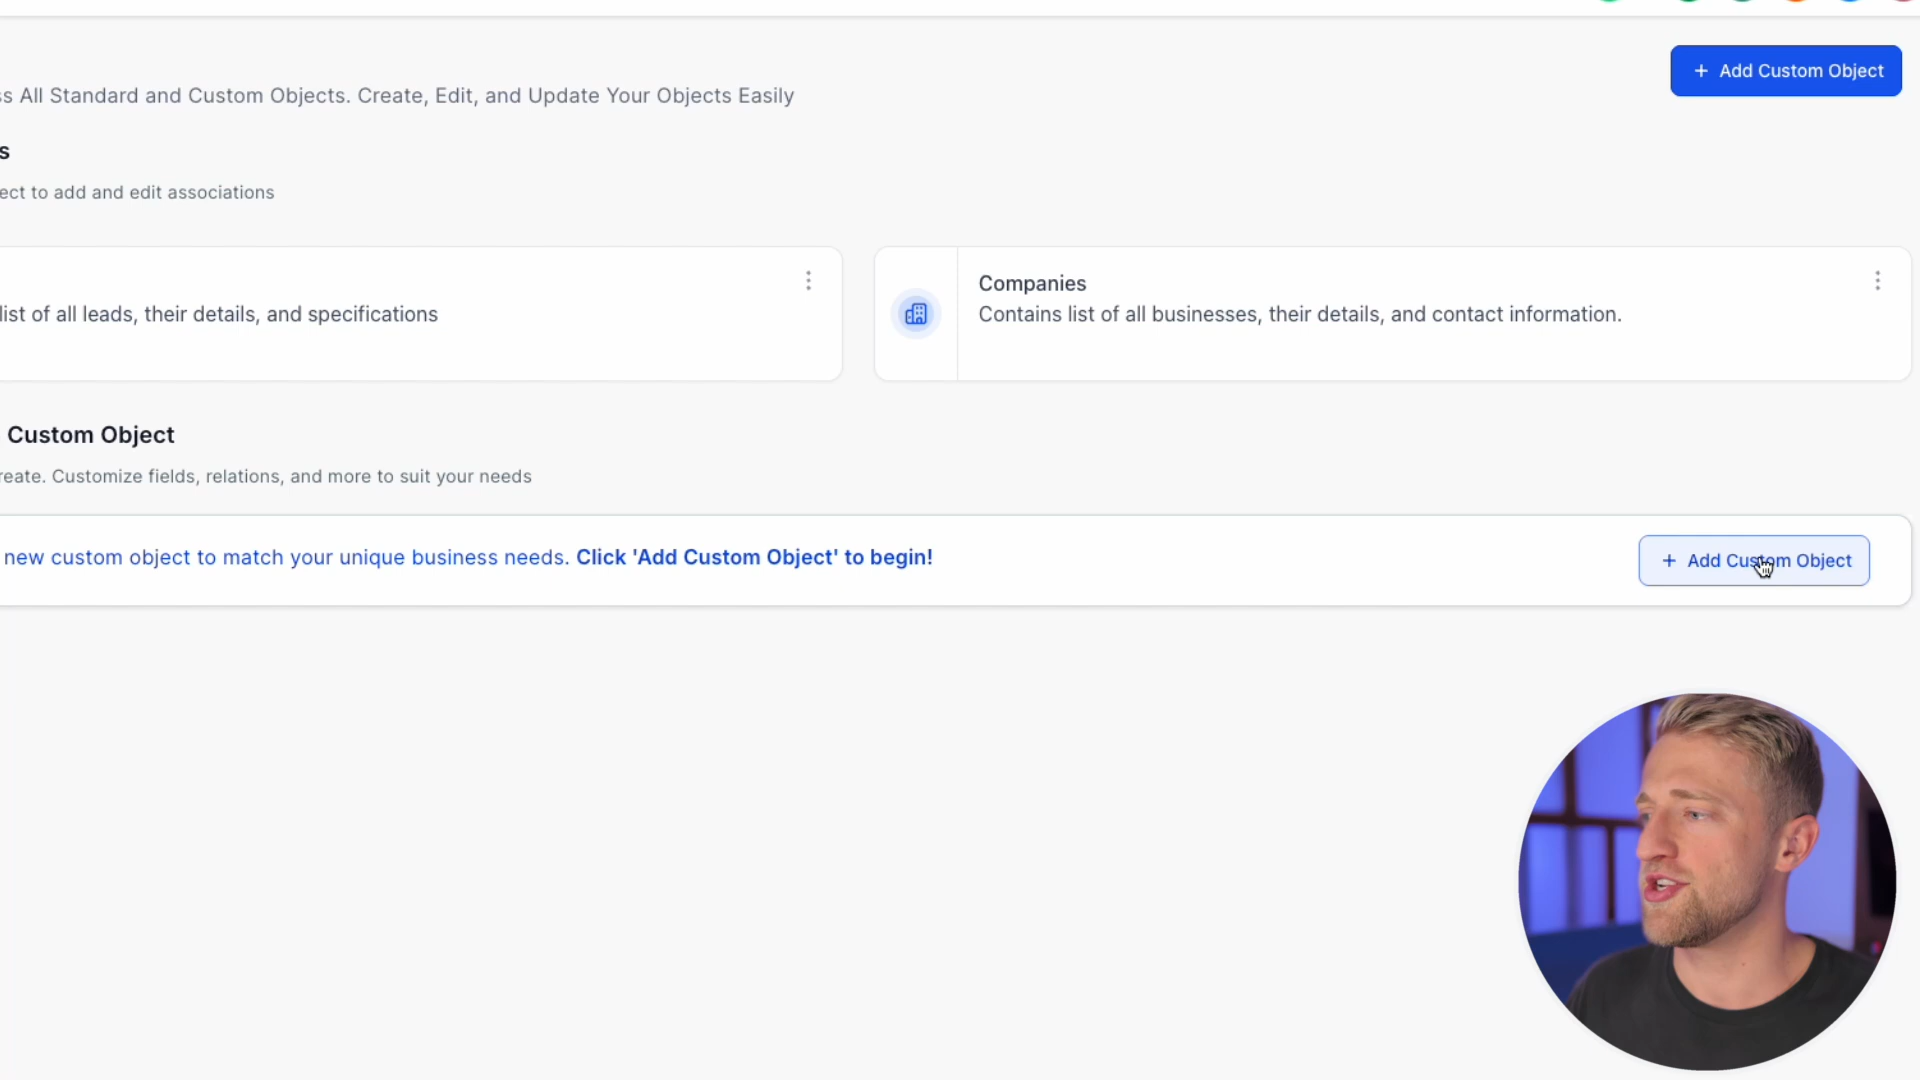 + Add Custom Object
All Standard and Custom Objects. Create, Edit, and Update Your Objects Easily
to add and edit associations
list of all leads, their details, and specifications
Companies
Contains list of all businesses, their details, and contact information.
Custom Object
Customize fields, relations, and more to suit your needs
new custom object to match your unique business needs. Click 'Add Custom Object' to begin!
+ Add Custom Object